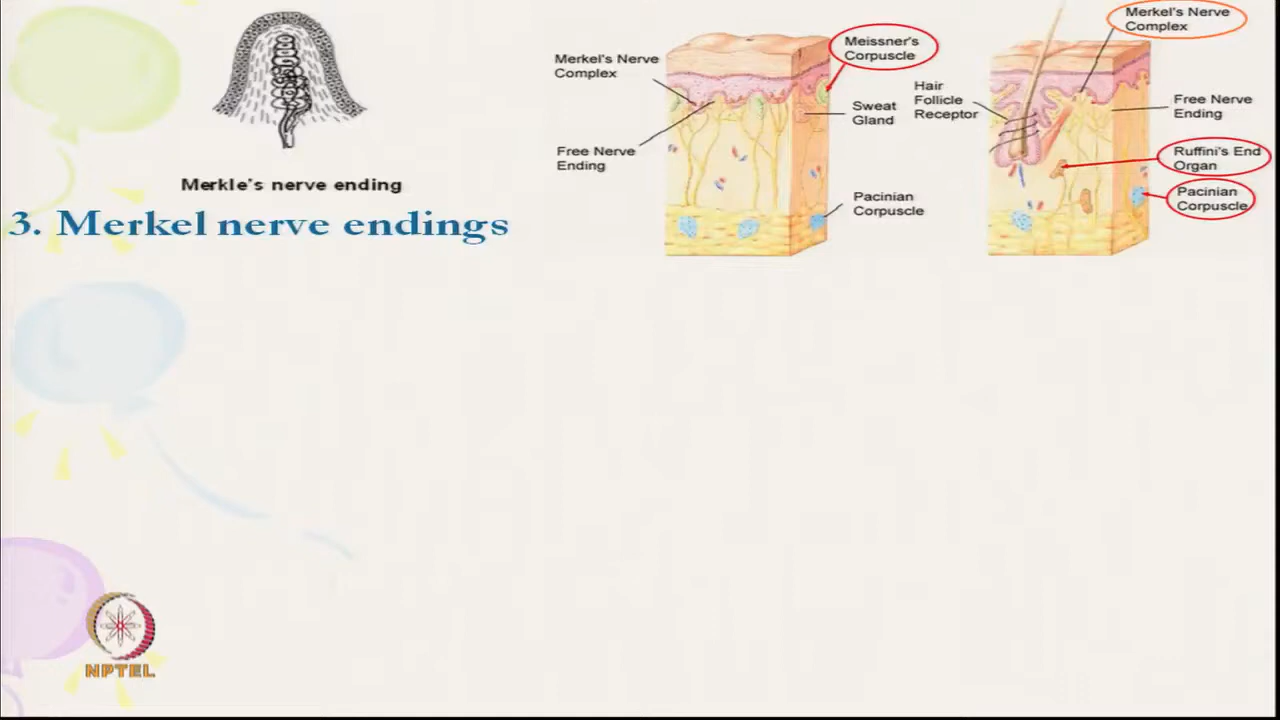 Merkle's nerve ending
3. Merkel nerve endings
Merkel's Nerve
Complex
Free Nerve
Ending
Meissner's
Corpuscle
Sweat
Gland
Pacinian
Corpuscle
Hair
Follicle
Receptor
Merkel's Nerve
Complex
Free Nerve
Ending
Ruffini's End
Organ
Pacinian
Corpuscle
NPTEL